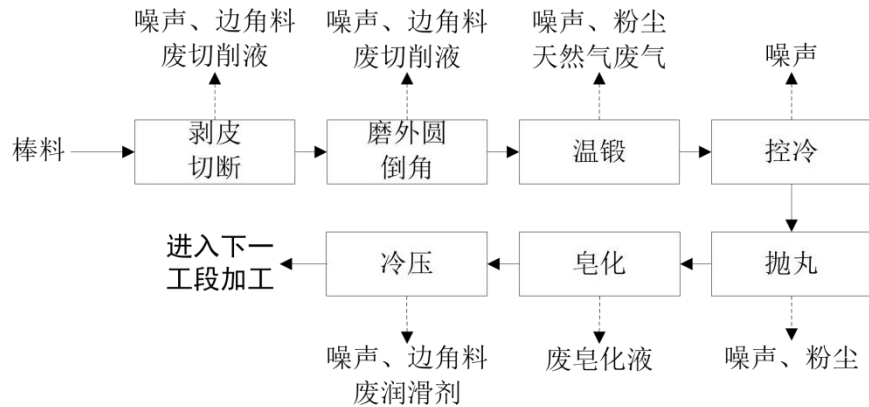 噪声、边角料
废切削液
噪声、边角料
废切削液
噪声、粉尘
天然气废气
噪声
棒料
剥皮
切断
磨外圆
倒角
温锻
控冷
进入下一
工段加工
冷压
皂化
抛丸
噪声、边角料
废润滑剂
废皂化液
噪声、粉尘